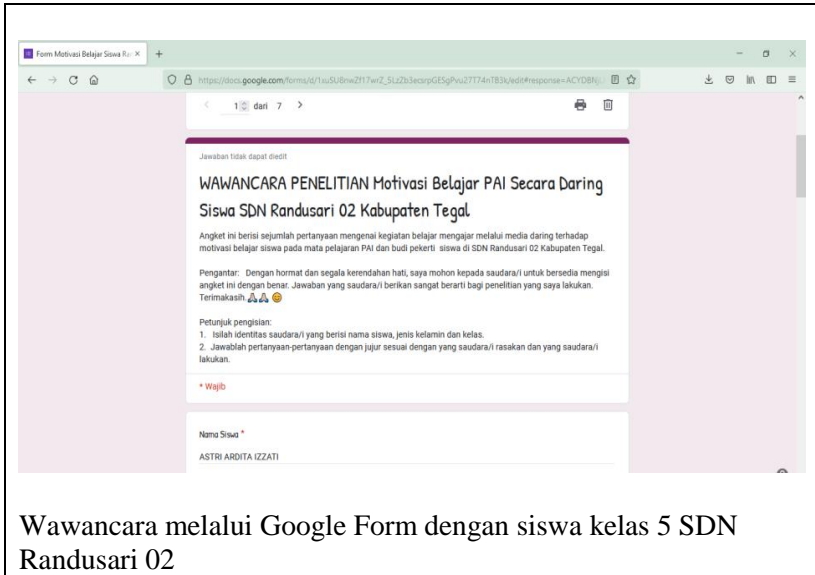 Form Motivasi Belajar Siswa
1 dari 7
Jawaban tidak dapat diedit
WAWANCARA PENELITIAN Motivasi Belajar PAI Secara Daring
Siswa SDN Randusari 02 Kabupaten Tegal
Angket ini berisi sejumlah pertanyaan mengenai kegiatan belajar mengajar melalui media daring terhadap
motivasi belajar siswa pada mata pelajaran PAI dan budi pekerti siswa di SDN Randusari 02 Kabupaten Tegal.
Pengantar: Dengan hormat dan segala kerendahan hati, saya mohon kepada saudara/i untuk bersedia mengisi
angket ini dengan benar. Jawaban yang saudara/i berikan sangat berarti bagi penelitian yang saya lakukan.
Terimakasih 🙏🙏😊
Petunjuk pengisian:
1. Isilah identitas saudara/i yang berisi nama siswa, jenis kelamin dan kelas.
2. Jawablah pertanyaan-pertanyaan dengan jujur sesuai dengan yang saudara/i rasakan dan yang saudara/i
lakukan.
* Wajib
Nama Siswa *
ASTRI ARDITA IZZATI
Wawancara melalui Google Form dengan siswa kelas 5 SDN
Randusari 02